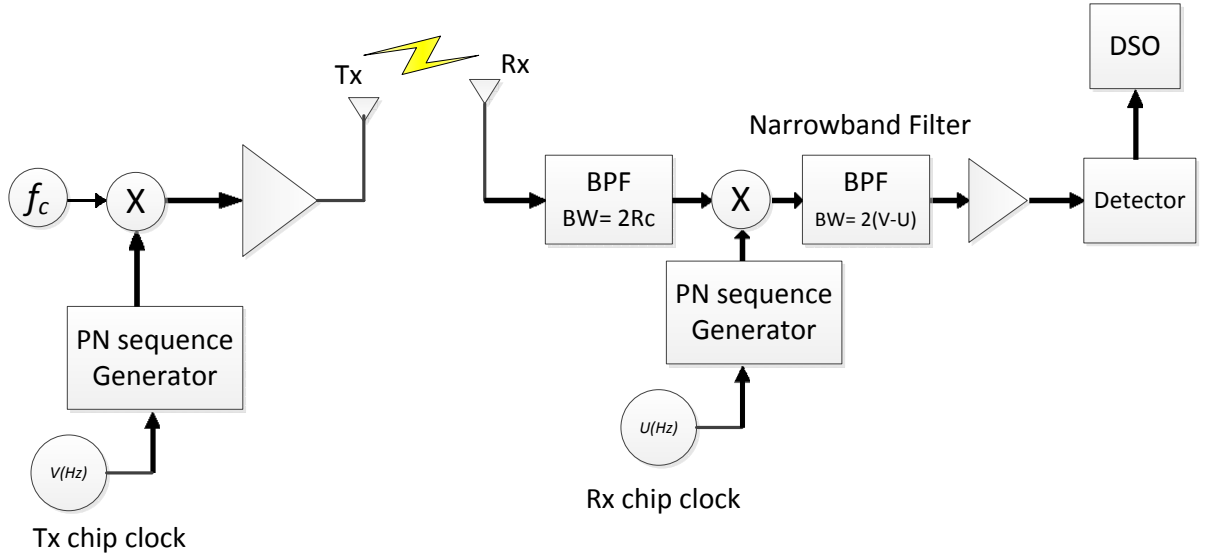 DSO
Tx
Rx
Narrowband Filter
f_c
X
BPF
BW= 2Rc
X
BPF
BW= 2(V-U)
Detector
PN sequence
Generator
PN sequence
Generator
V(Hz)
U(Hz)
Rx chip clock
Tx chip clock